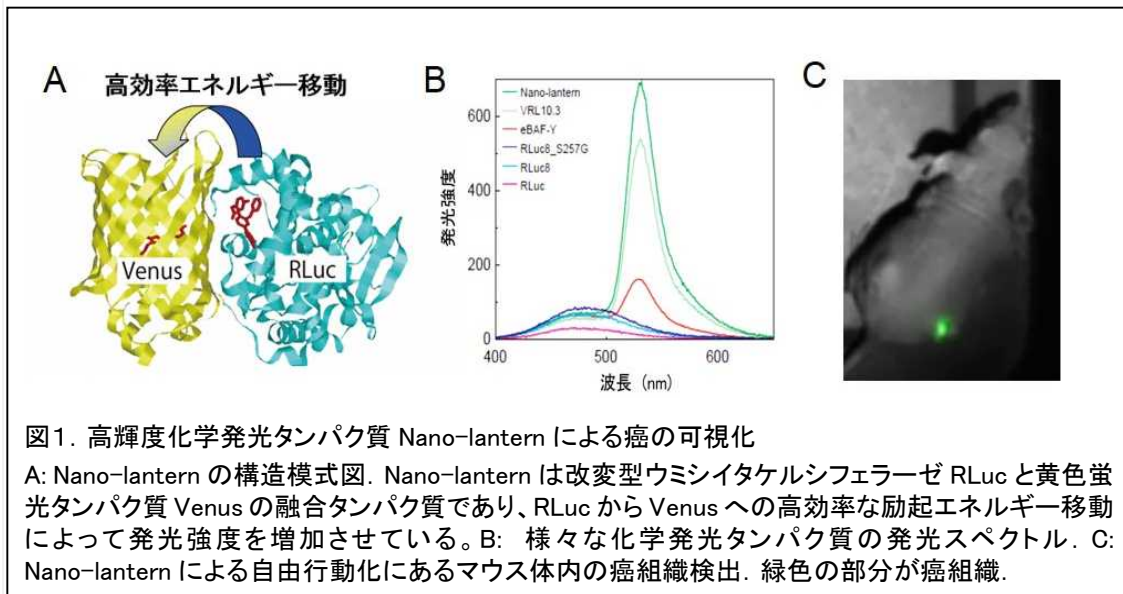 A
高効率エネルギー移動
Venus
RLuc
B
発光強度
600
400
200
0
Nano-lantern
VRL10.3
eBAF-Y
RLuc8_S257G
RLuc8
RLuc
400
500
600
波長 (nm)
C
図1. 高輝度化学発光タンパク質 Nano-lantern による癌の可視化
A: Nano-lantern の構造模式図. Nano-lantern は改変型ウミシイタケルシフェラーゼ RLuc と黄色蛍
光タンパク質 Venus の融合タンパク質であり、RLuc から Venus への高効率な励起エネルギー移動
によって発光強度を増加させている。B: 様々な化学発光タンパク質の発光スペクトル. C:
Nano-lantern による自由行動化にあるマウス体内の癌組織検出. 緑色の部分が癌組織.